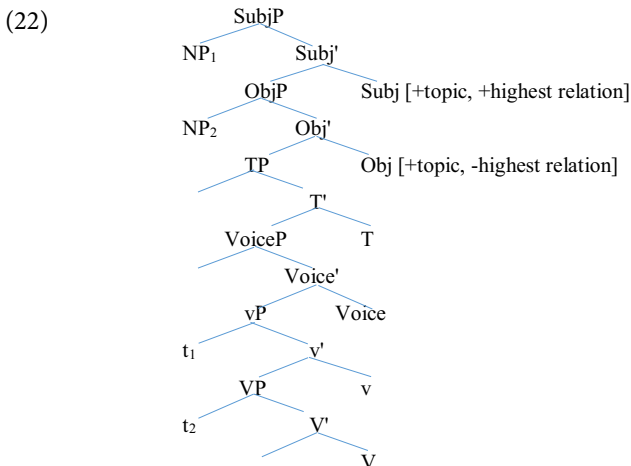 (22) SubjP
NP₁ Subj'
ObjP Subj [+topic, +highest relation]
NP₂ Obj'
TP Obj [+topic, -highest relation]
T'
VoiceP T
Voice'
vP Voice
t₁ v'
VP v
t₂ V'
V